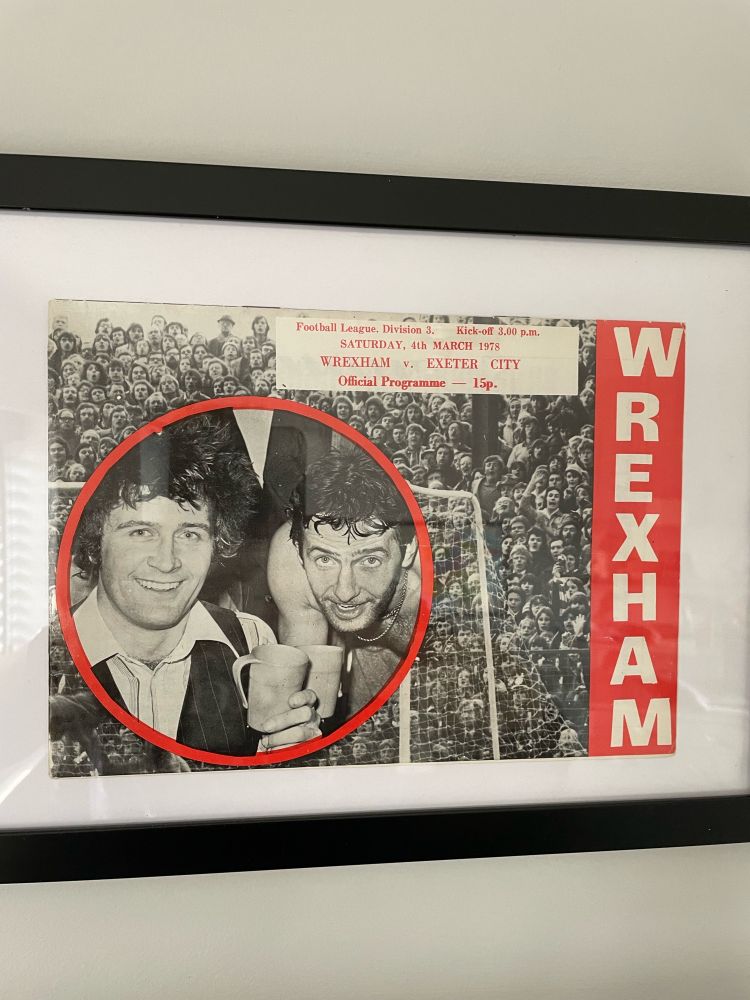 Football League. Division 3. Kick-off 3.00 p.m.
SATURDAY, 4th MARCH 1978
WREXHAM v. EXETER CITY
Official Programme — 15p.
WREXHAM